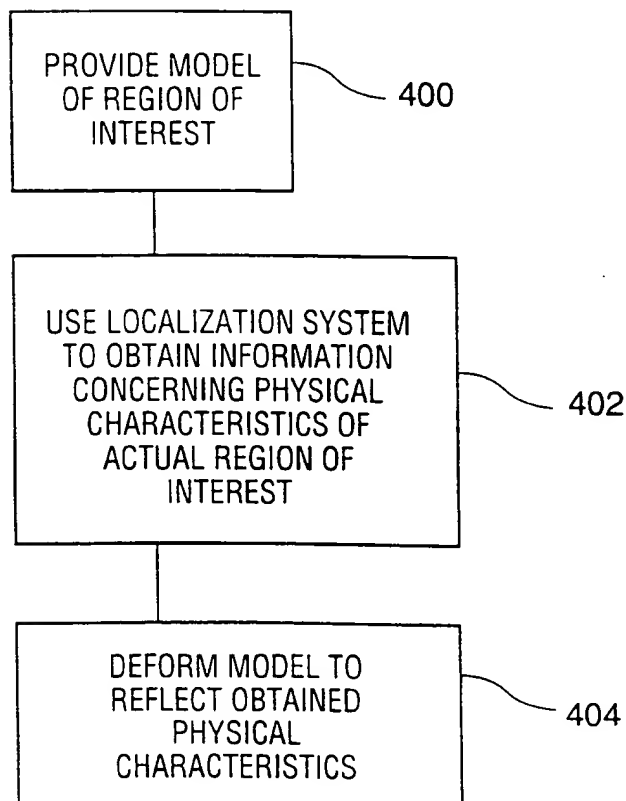 PROVIDE MODEL
OF REGION OF
INTEREST
400
USE LOCALIZATION SYSTEM
TO OBTAIN INFORMATION
CONCERNING PHYSICAL
CHARACTERISTICS OF
ACTUAL REGION OF
INTEREST
402
DEFORM MODEL TO
REFLECT OBTAINED
PHYSICAL
CHARACTERISTICS
404